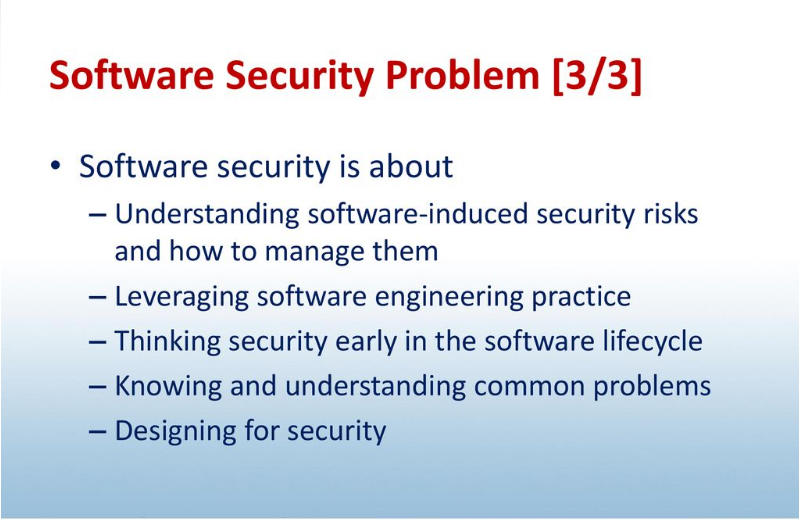 Software Security Problem [3/3]
• Software security is about
– Understanding software-induced security risks
and how to manage them
– Leveraging software engineering practice
– Thinking security early in the software lifecycle
– Knowing and understanding common problems
– Designing for security